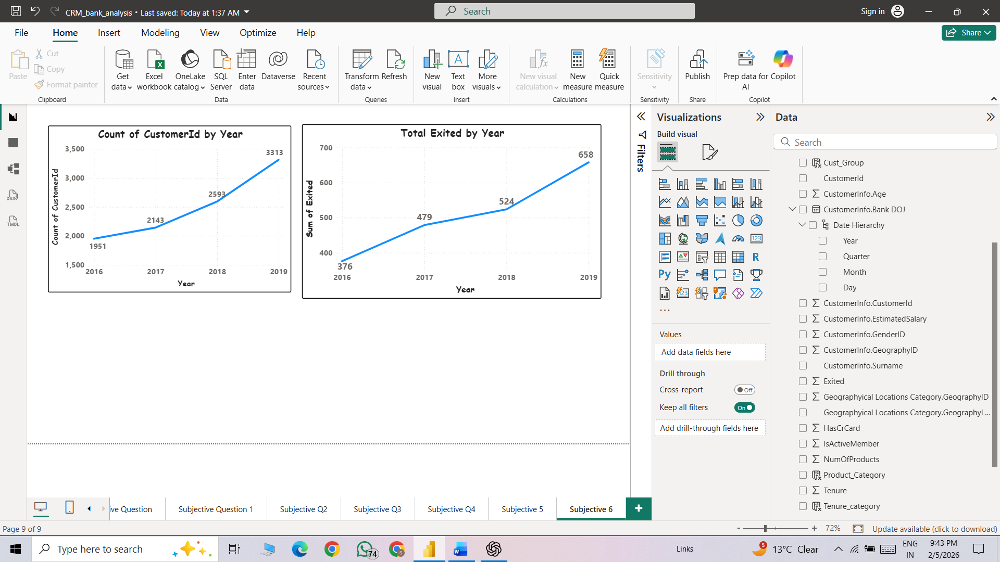 CRM_bank_analysis • Last saved: Today at 1:37 AM
Search
Sign in
File
Home
Insert
Modeling
View
Optimize
Help
Share
Paste
Cut
Copy
Format painter
Clipboard
Get
data
Excel
workbook
OneLake
catalog
SQL
Server
Enter
data
Dataverse
Recent
sources
Data
Transform
data
Refresh
Queries
New
visual
Text
box
More
visuals
Insert
New visual
calculation
New
measure
Quick
measure
Calculations
Sensitivity
Sensitivity
Publish
Share
Prep data for
AI
Copilot
Copilot
DAX
TMDL
Count of CustomerId by Year
Count of CustomerId
3,500
3,000
2,500
2,000
1,500
1951
2143
2593
3313
2016
2017
2018
2019
Year
Total Exited by Year
Sum of Exited
700
600
500
400
376
479
524
658
2016
2017
2018
2019
Year
Filters
Visualizations
Build visual
123
R
Py
123
Values
Add data fields here
Drill through
Cross-report
Off
Keep all filters
On
Add drill-through fields here
Data
Search
Cust_Group
CustomerId
CustomerInfo.Age
CustomerInfo.Bank DOJ
Date Hierarchy
Year
Quarter
Month
Day
CustomerInfo.CustomerId
CustomerInfo.EstimatedSalary
CustomerInfo.GenderID
CustomerInfo.GeographyID
CustomerInfo.Surname
Exited
Geographyical Locations Category.GeographyID
Geographyical Locations Category.GeographyL...
HasCrCard
IsActiveMember
NumOfProducts
Product_Category
Tenure
Tenure_category
ive Question
Subjective Question 1
Subjective Q2
Subjective Q3
Subjective Q4
Subjective 5
Subjective 6
+
Page 9 of 9
- + 72%
Update available (click to download)
Type here to search
74
S
Links
5
13°C Clear
ENG
IN
9:43 PM
2/5/2026